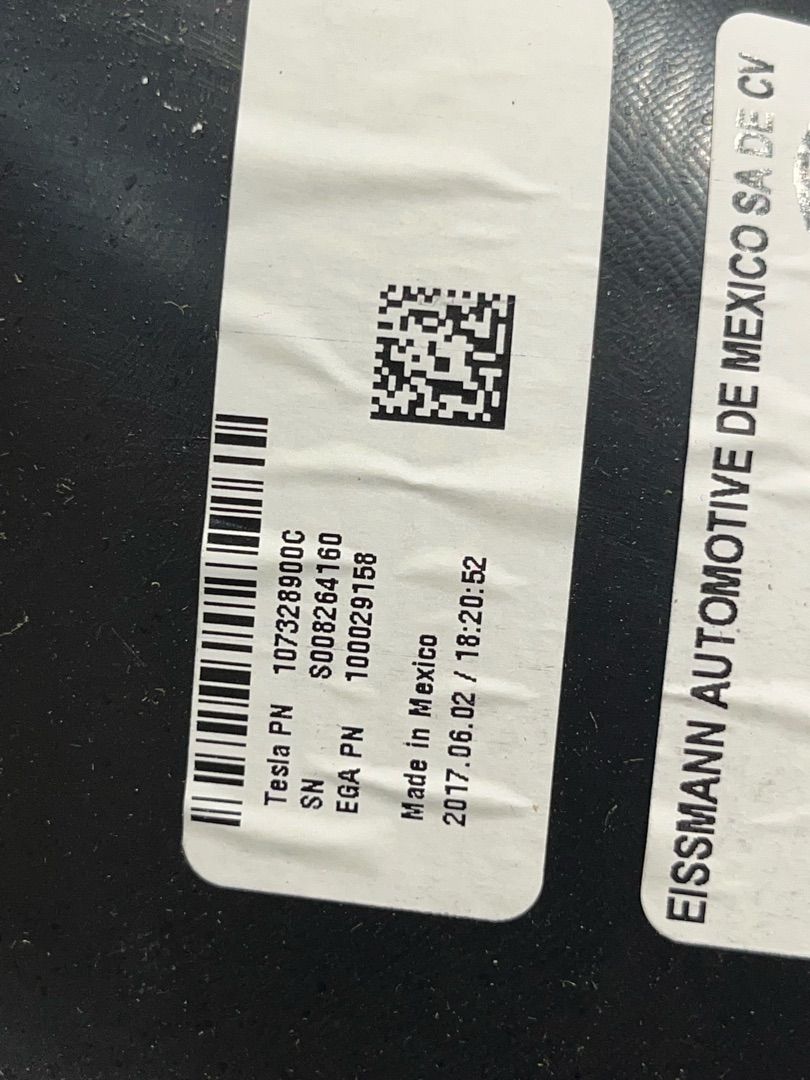 Tesla PN 107328900C
SN S008264160
EGA PN 100029158
Made in Mexico
2017.06.02 / 18:20:52
EISSMANN AUTOMOTIVE DE MEXICO SA DE CV